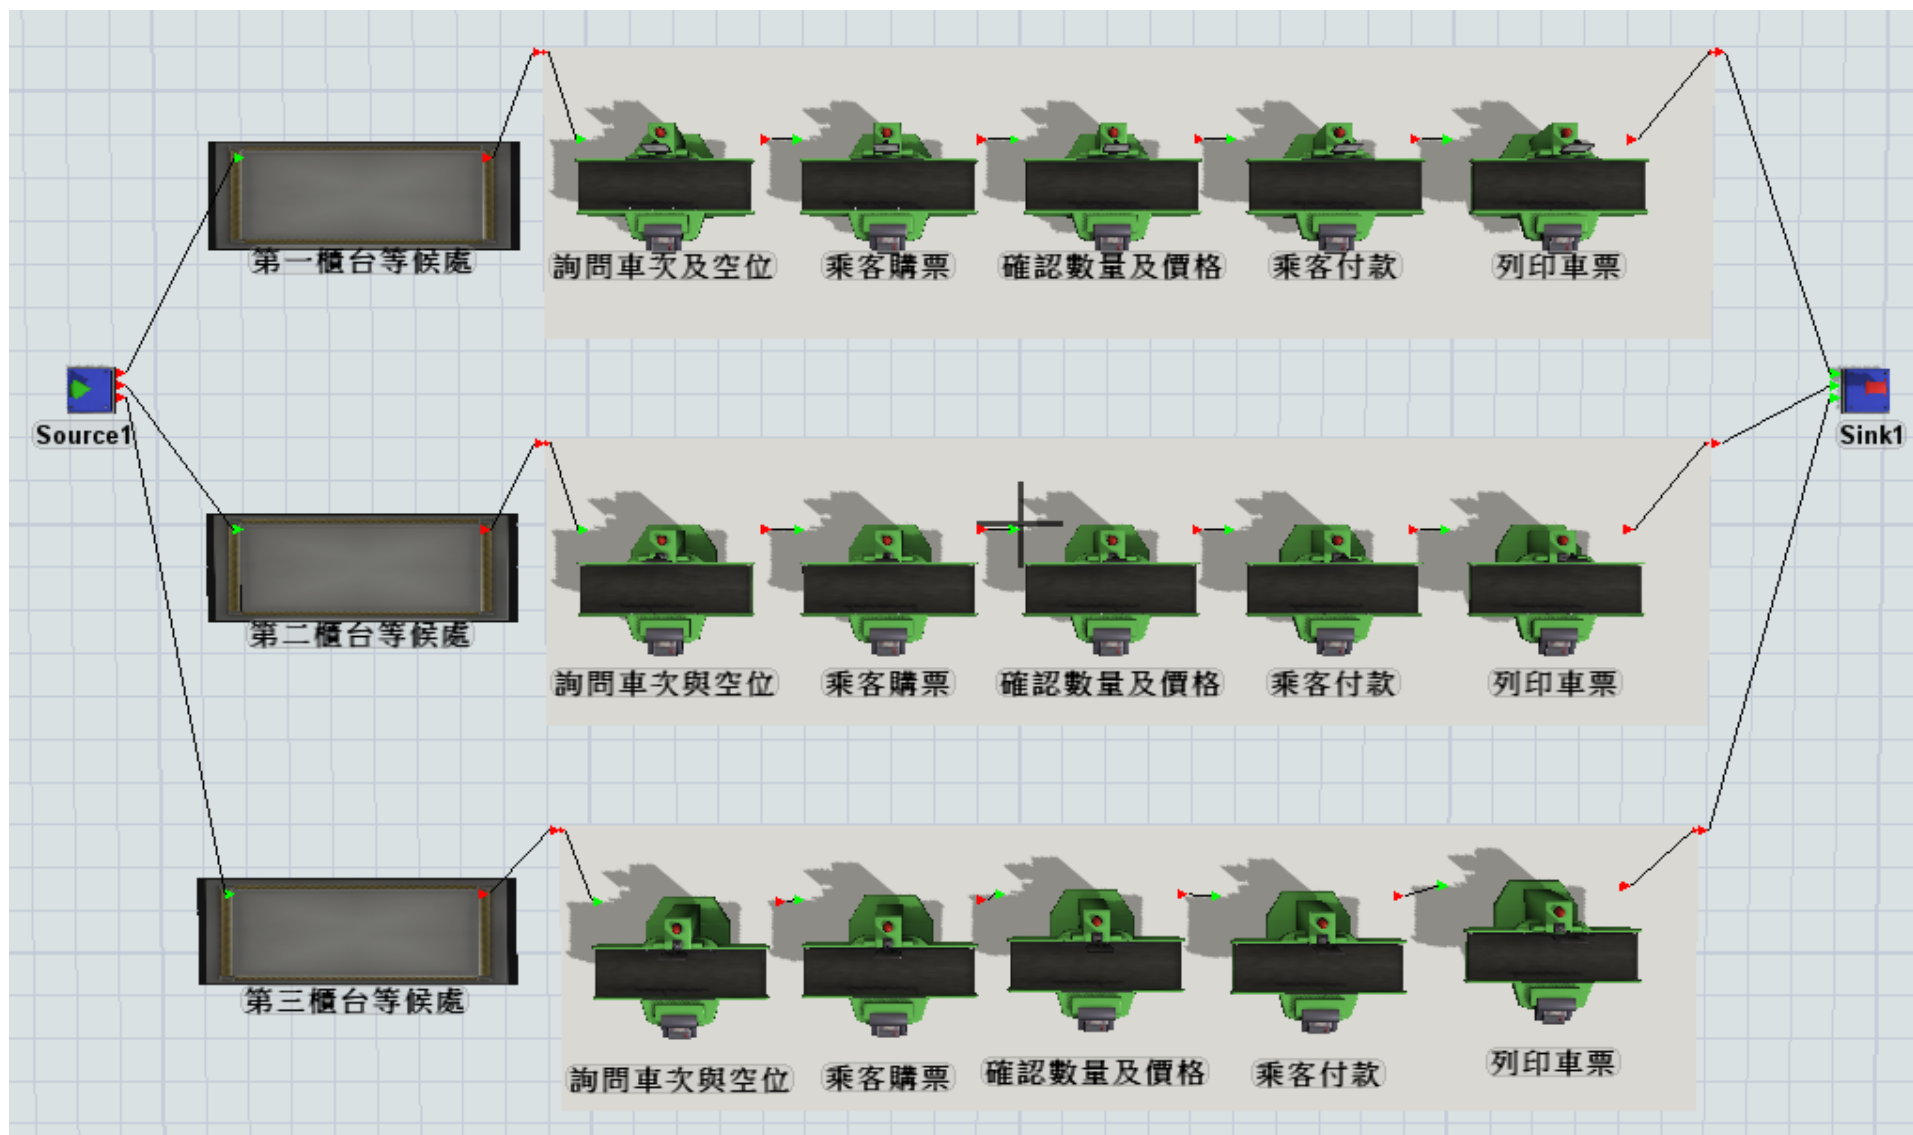 第一櫃台等候處
詢問車次及空位
乘客購票
確認數量及價格
乘客付款
列印車票
Source1
Sink1
第二櫃台等候處
詢問車次與空位
乘客購票
確認數量及價格
乘客付款
列印車票
第三櫃台等候處
詢問車次與空位
乘客購票
確認數量及價格
乘客付款
列印車票